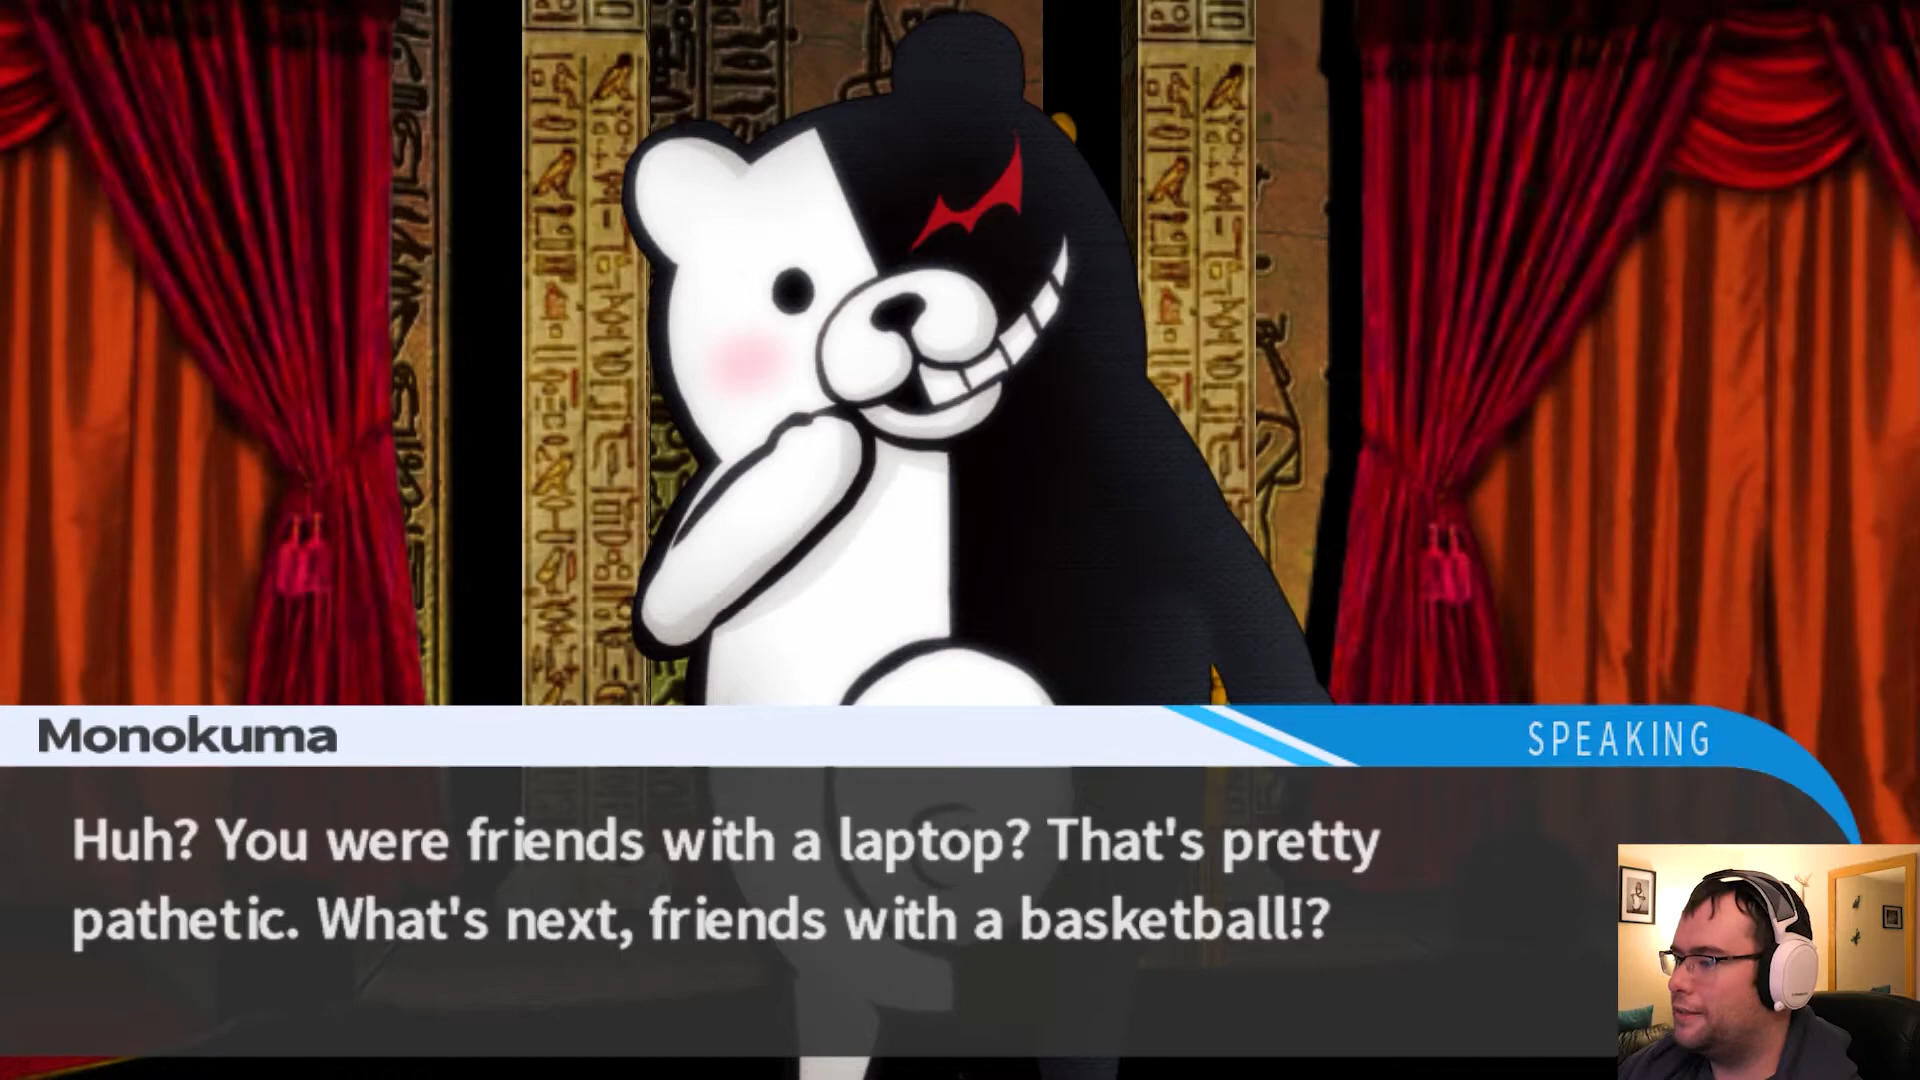 Monokuma
SPEAKING
Huh? You were friends with a laptop? That's pretty
pathetic. What's next, friends with a basketball!?